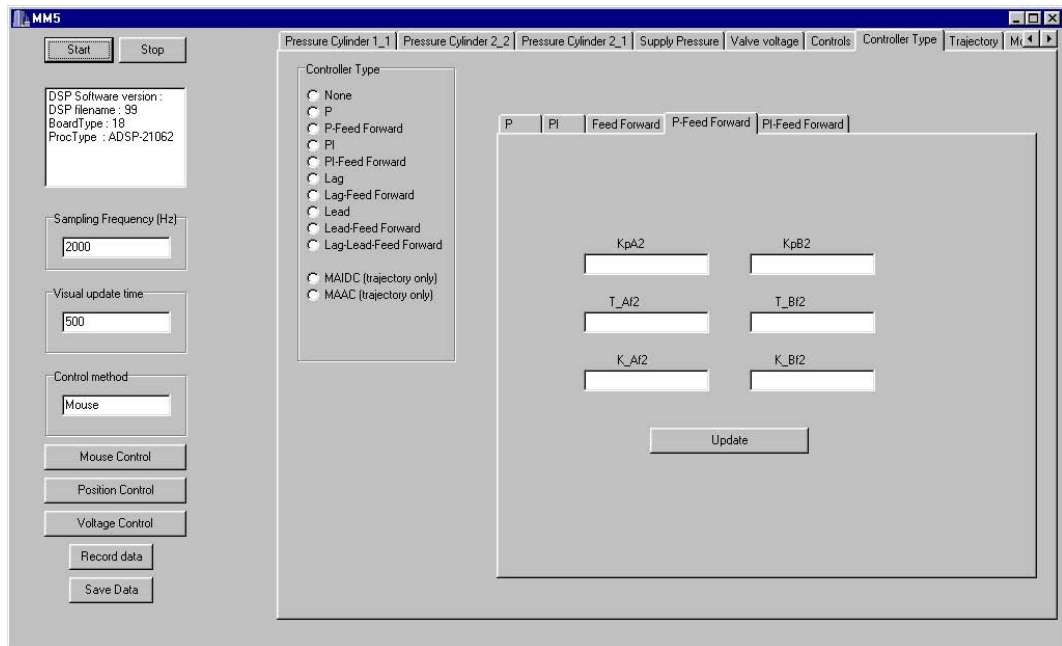 MM5
Start Stop
Pressure Cylinder 1_1 Pressure Cylinder 2_2 Pressure Cylinder 2_1 Supply Pressure Valve voltage Controls Controller Type Trajectory
DSP Software version :
DSP filename : 99
BoardType : 18
ProcType : ADSP-21062
Sampling Frequency (Hz)
2000
Visual update time
500
Control method
Mouse
Mouse Control
Position Control
Voltage Control
Record data
Save Data
Controller Type
None
P
P-Feed Forward
PI
PI-Feed Forward
Lag
Lag-Feed Forward
Lead
Lead-Feed Forward
Lag-Lead-Feed Forward
MAIDC (trajectory only)
MAAC (trajectory only)
P PI Feed Forward P-Feed Forward PI-Feed Forward
KpA2 KpB2
T_Af2 T_Bf2
K_Af2 K_Bf2
Update